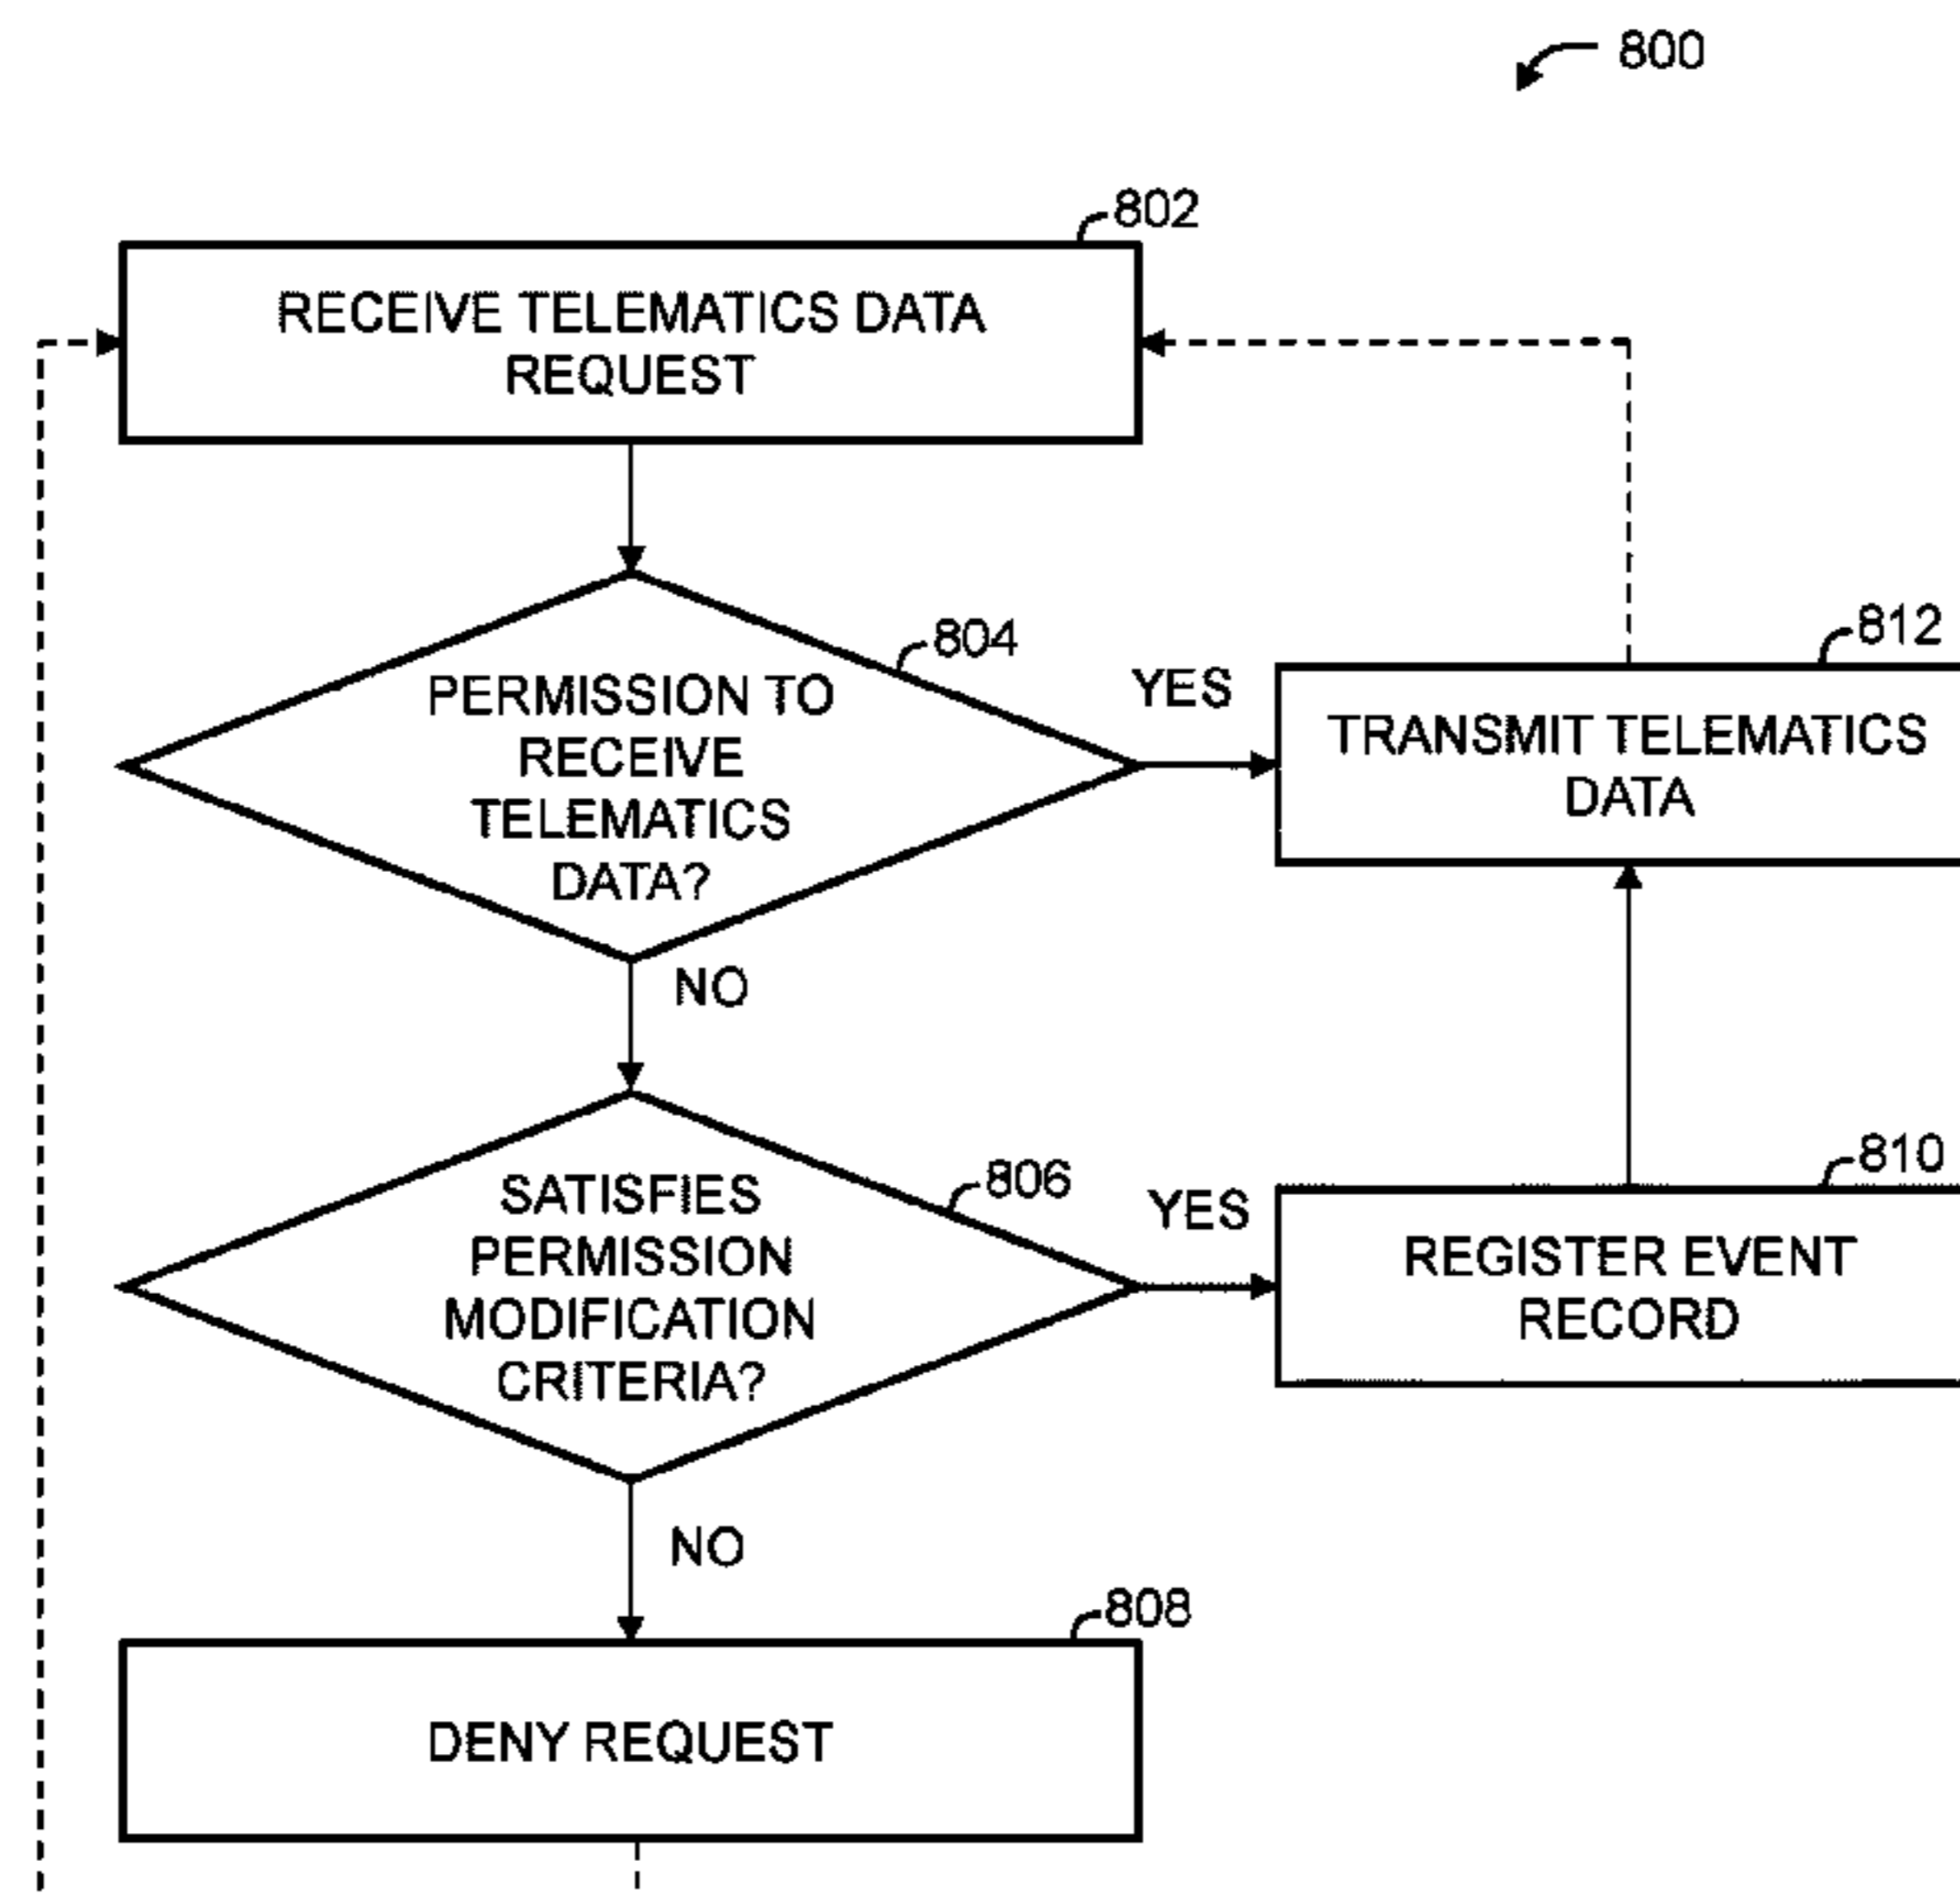 800
802
RECEIVE TELEMATICS DATA
REQUEST
804
PERMISSION TO
RECEIVE
TELEMATICS
DATA?
YES
812
TRANSMIT TELEMATICS
DATA
NO
806
SATISFIES
PERMISSION
MODIFICATION
CRITERIA?
YES
810
REGISTER EVENT
RECORD
NO
808
DENY REQUEST